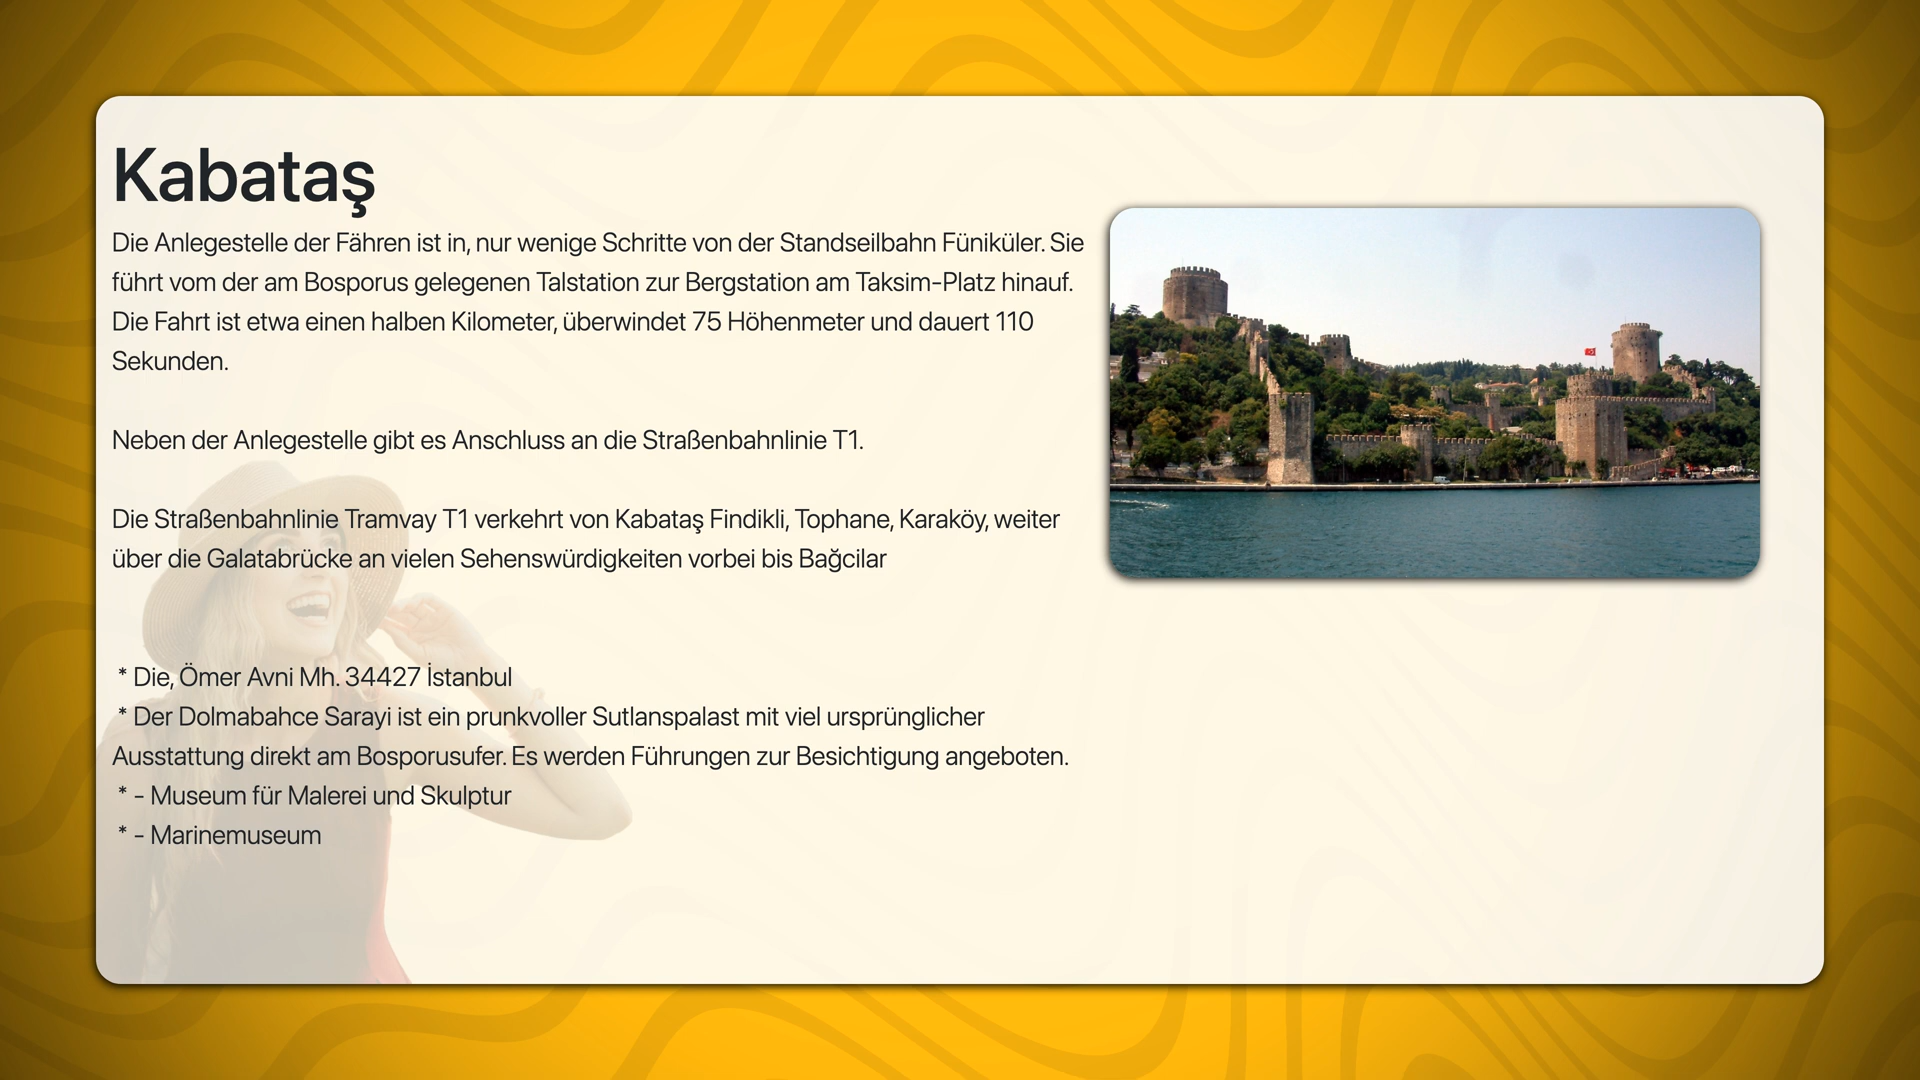 Kabataş
Die Anlegestelle der Fähren ist in, nur wenige Schritte von der Standseilbahn Füniküler. Sie
führt vom der am Bosporus gelegenen Talstation zur Bergstation am Taksim-Platz hinauf.
Die Fahrt ist etwa einen halben Kilometer, überwindet 75 Höhenmeter und dauert 110
Sekunden.
Neben der Anlegestelle gibt es Anschluss an die Straßenbahnlinie T1.
Die Straßenbahnlinie Tramvay T1 verkehrt von Kabataş Findikli, Tophane, Karaköy, weiter
über die Galatabrücke an vielen Sehenswürdigkeiten vorbei bis Bağcilar
* Die, Ömer Avni Mh. 34427 İstanbul
* Der Dolmabahce Sarayi ist ein prunkvoller Sutlanspalast mit viel ursprünglicher
Ausstattung direkt am Bosporusufer. Es werden Führungen zur Besichtigung angeboten.
* - Museum für Malerei und Skulptur
* - Marinemuseum